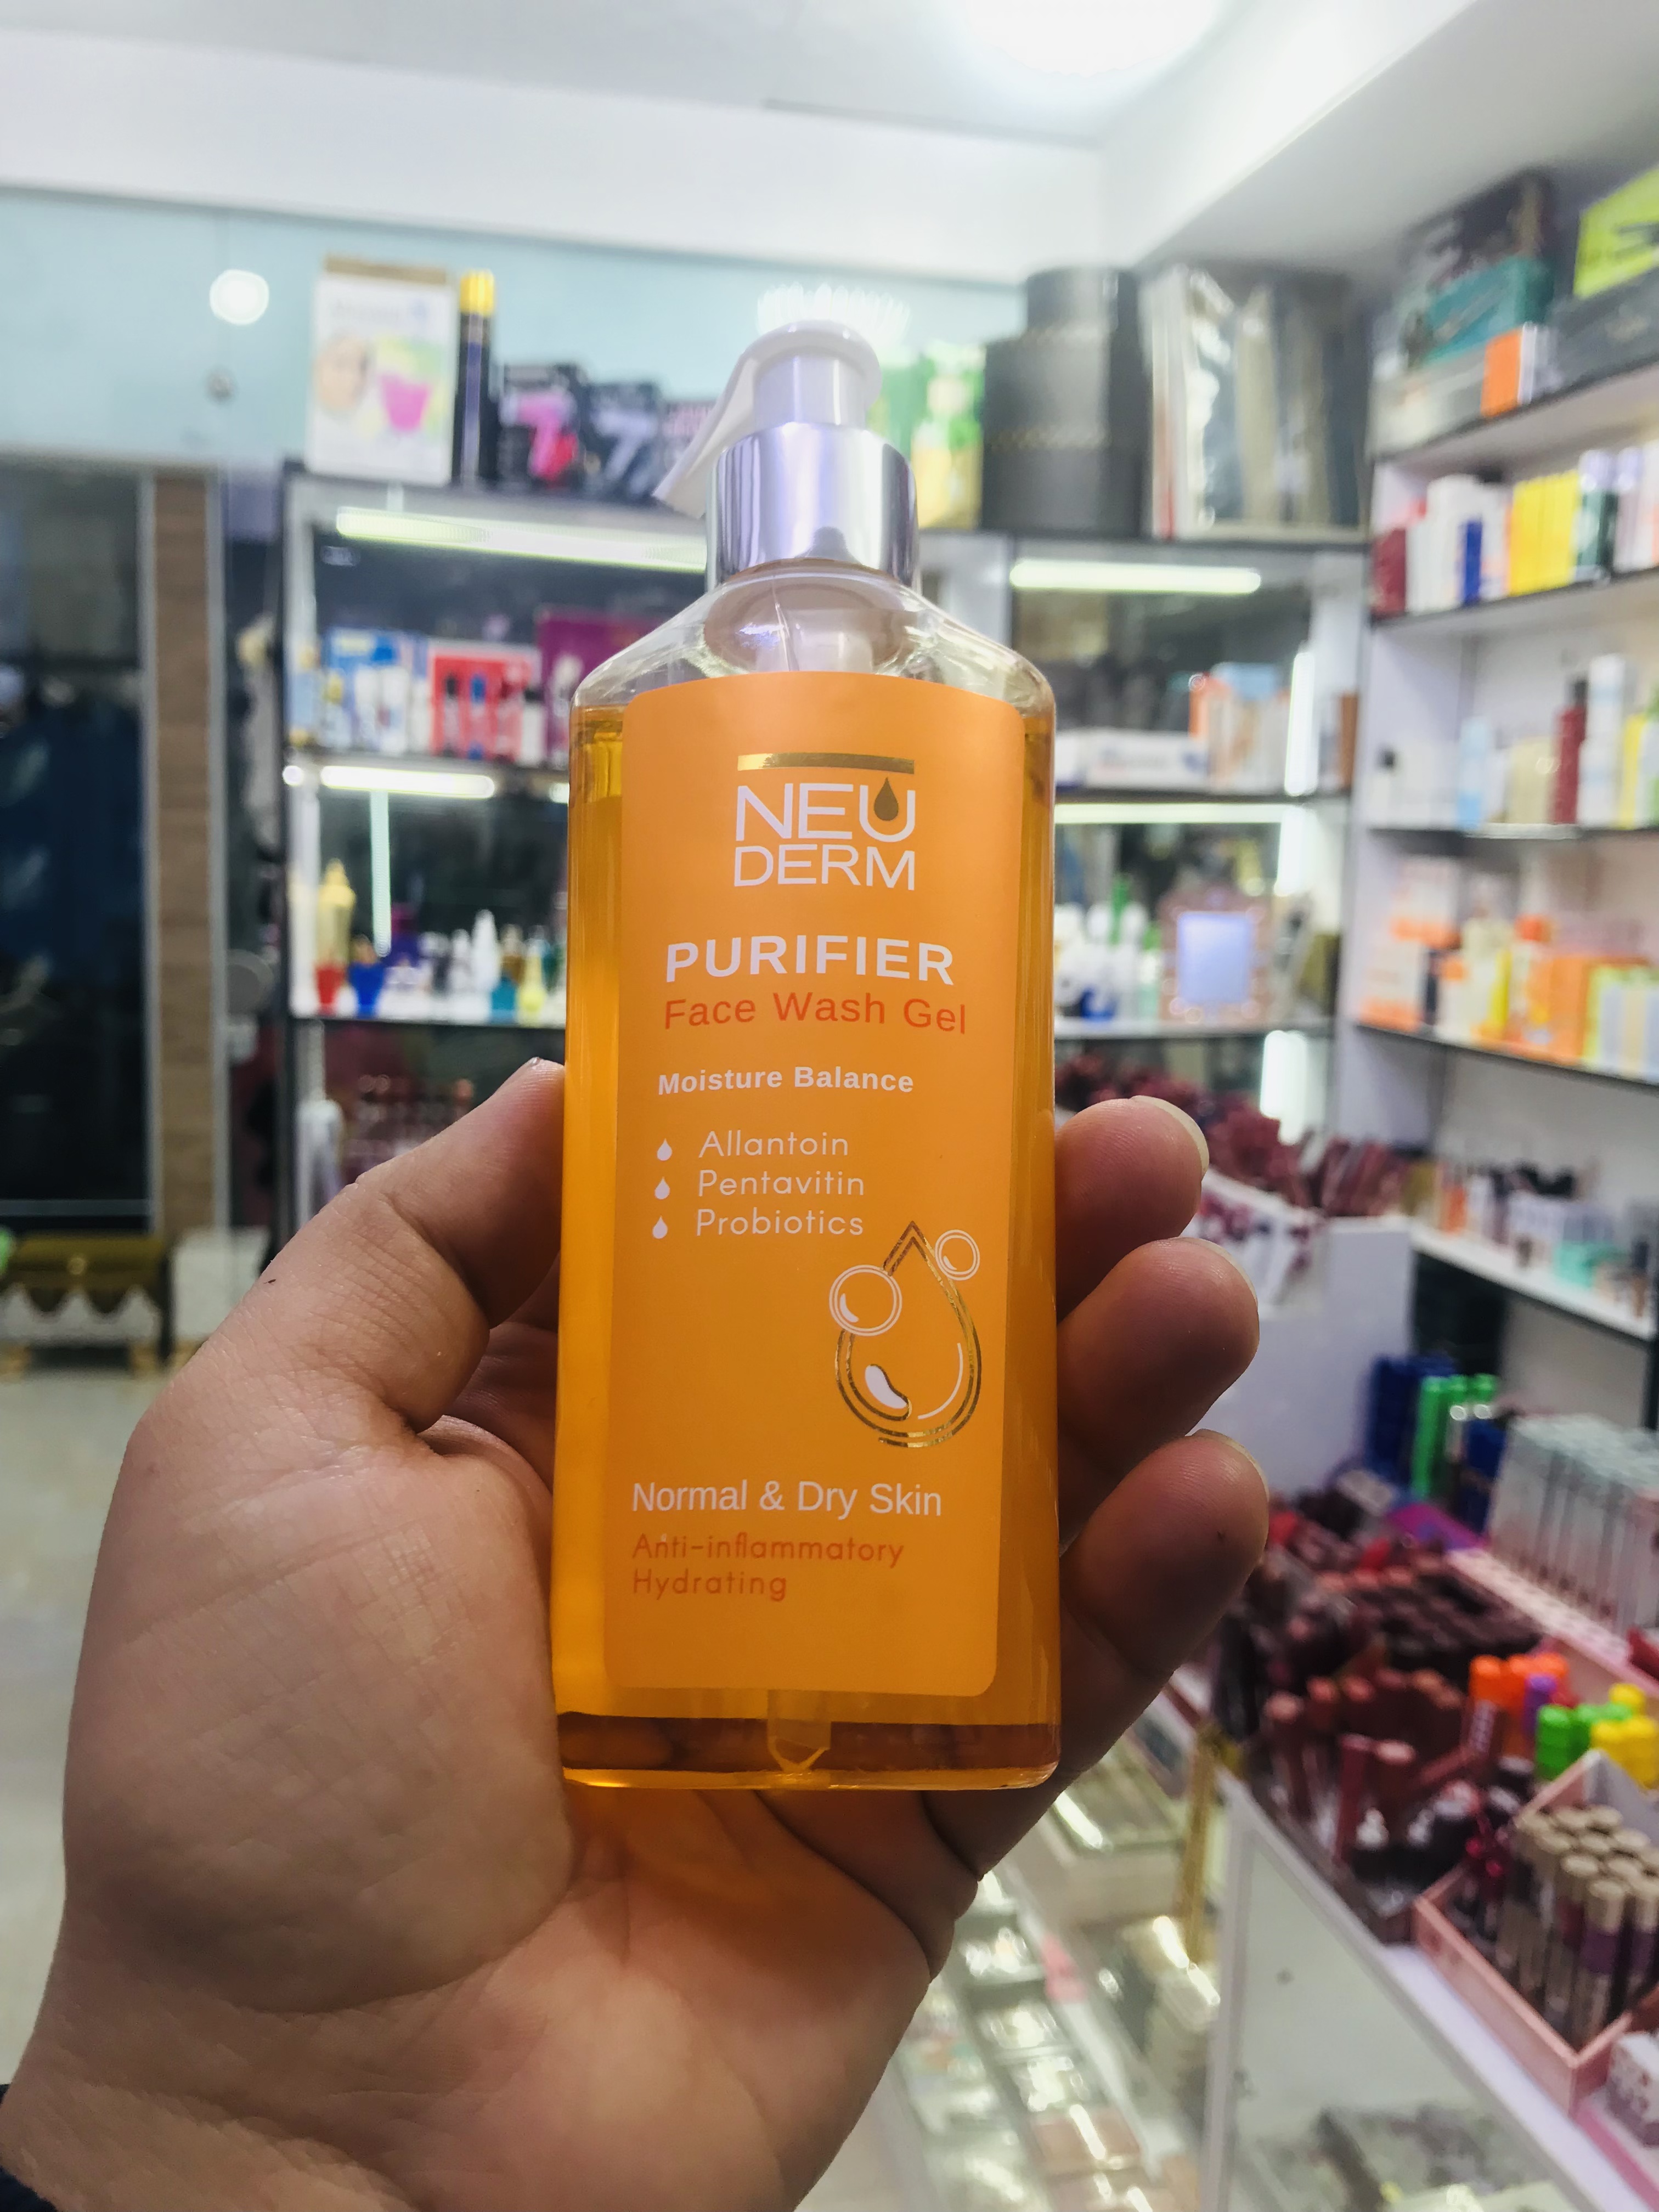 NEU
DERM
PURIFIER
Face Wash Gel
Moisture Balance
Allantoin
Pentavitin
Probiotics
Normal & Dry Skin
Anti-inflammatory
Hydrating